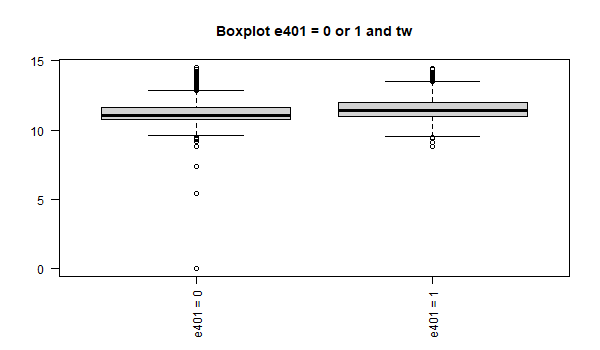 Boxplot e401 = 0 or 1 and tw
15
10
5
0
e401 = 0
e401 = 1